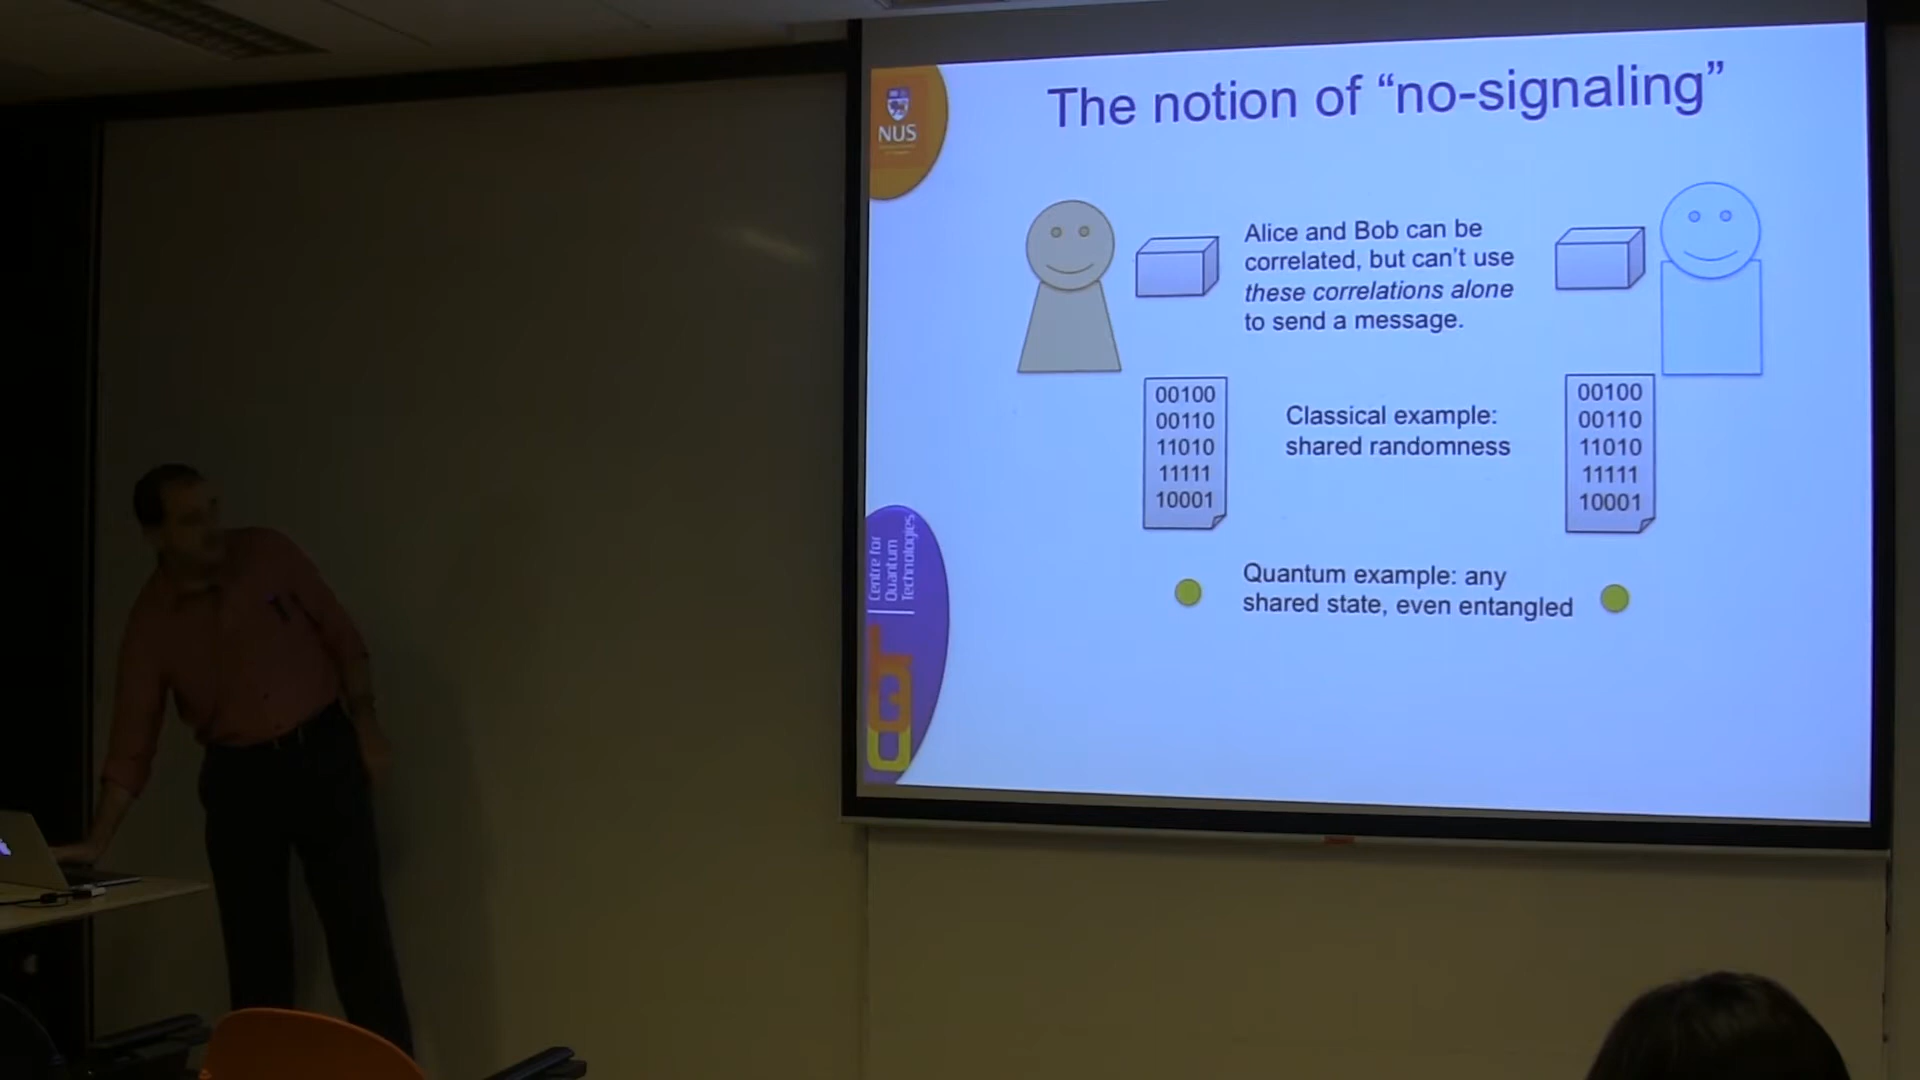 The notion of “no-signaling”
NUS
Alice and Bob can be
correlated, but can’t use
these correlations alone
to send a message.
00100
00110
11010
11111
10001
Classical example:
shared randomness
00100
00110
11010
11111
10001
Quantum example: any
shared state, even entangled
Centre for
Quantum
Technologies